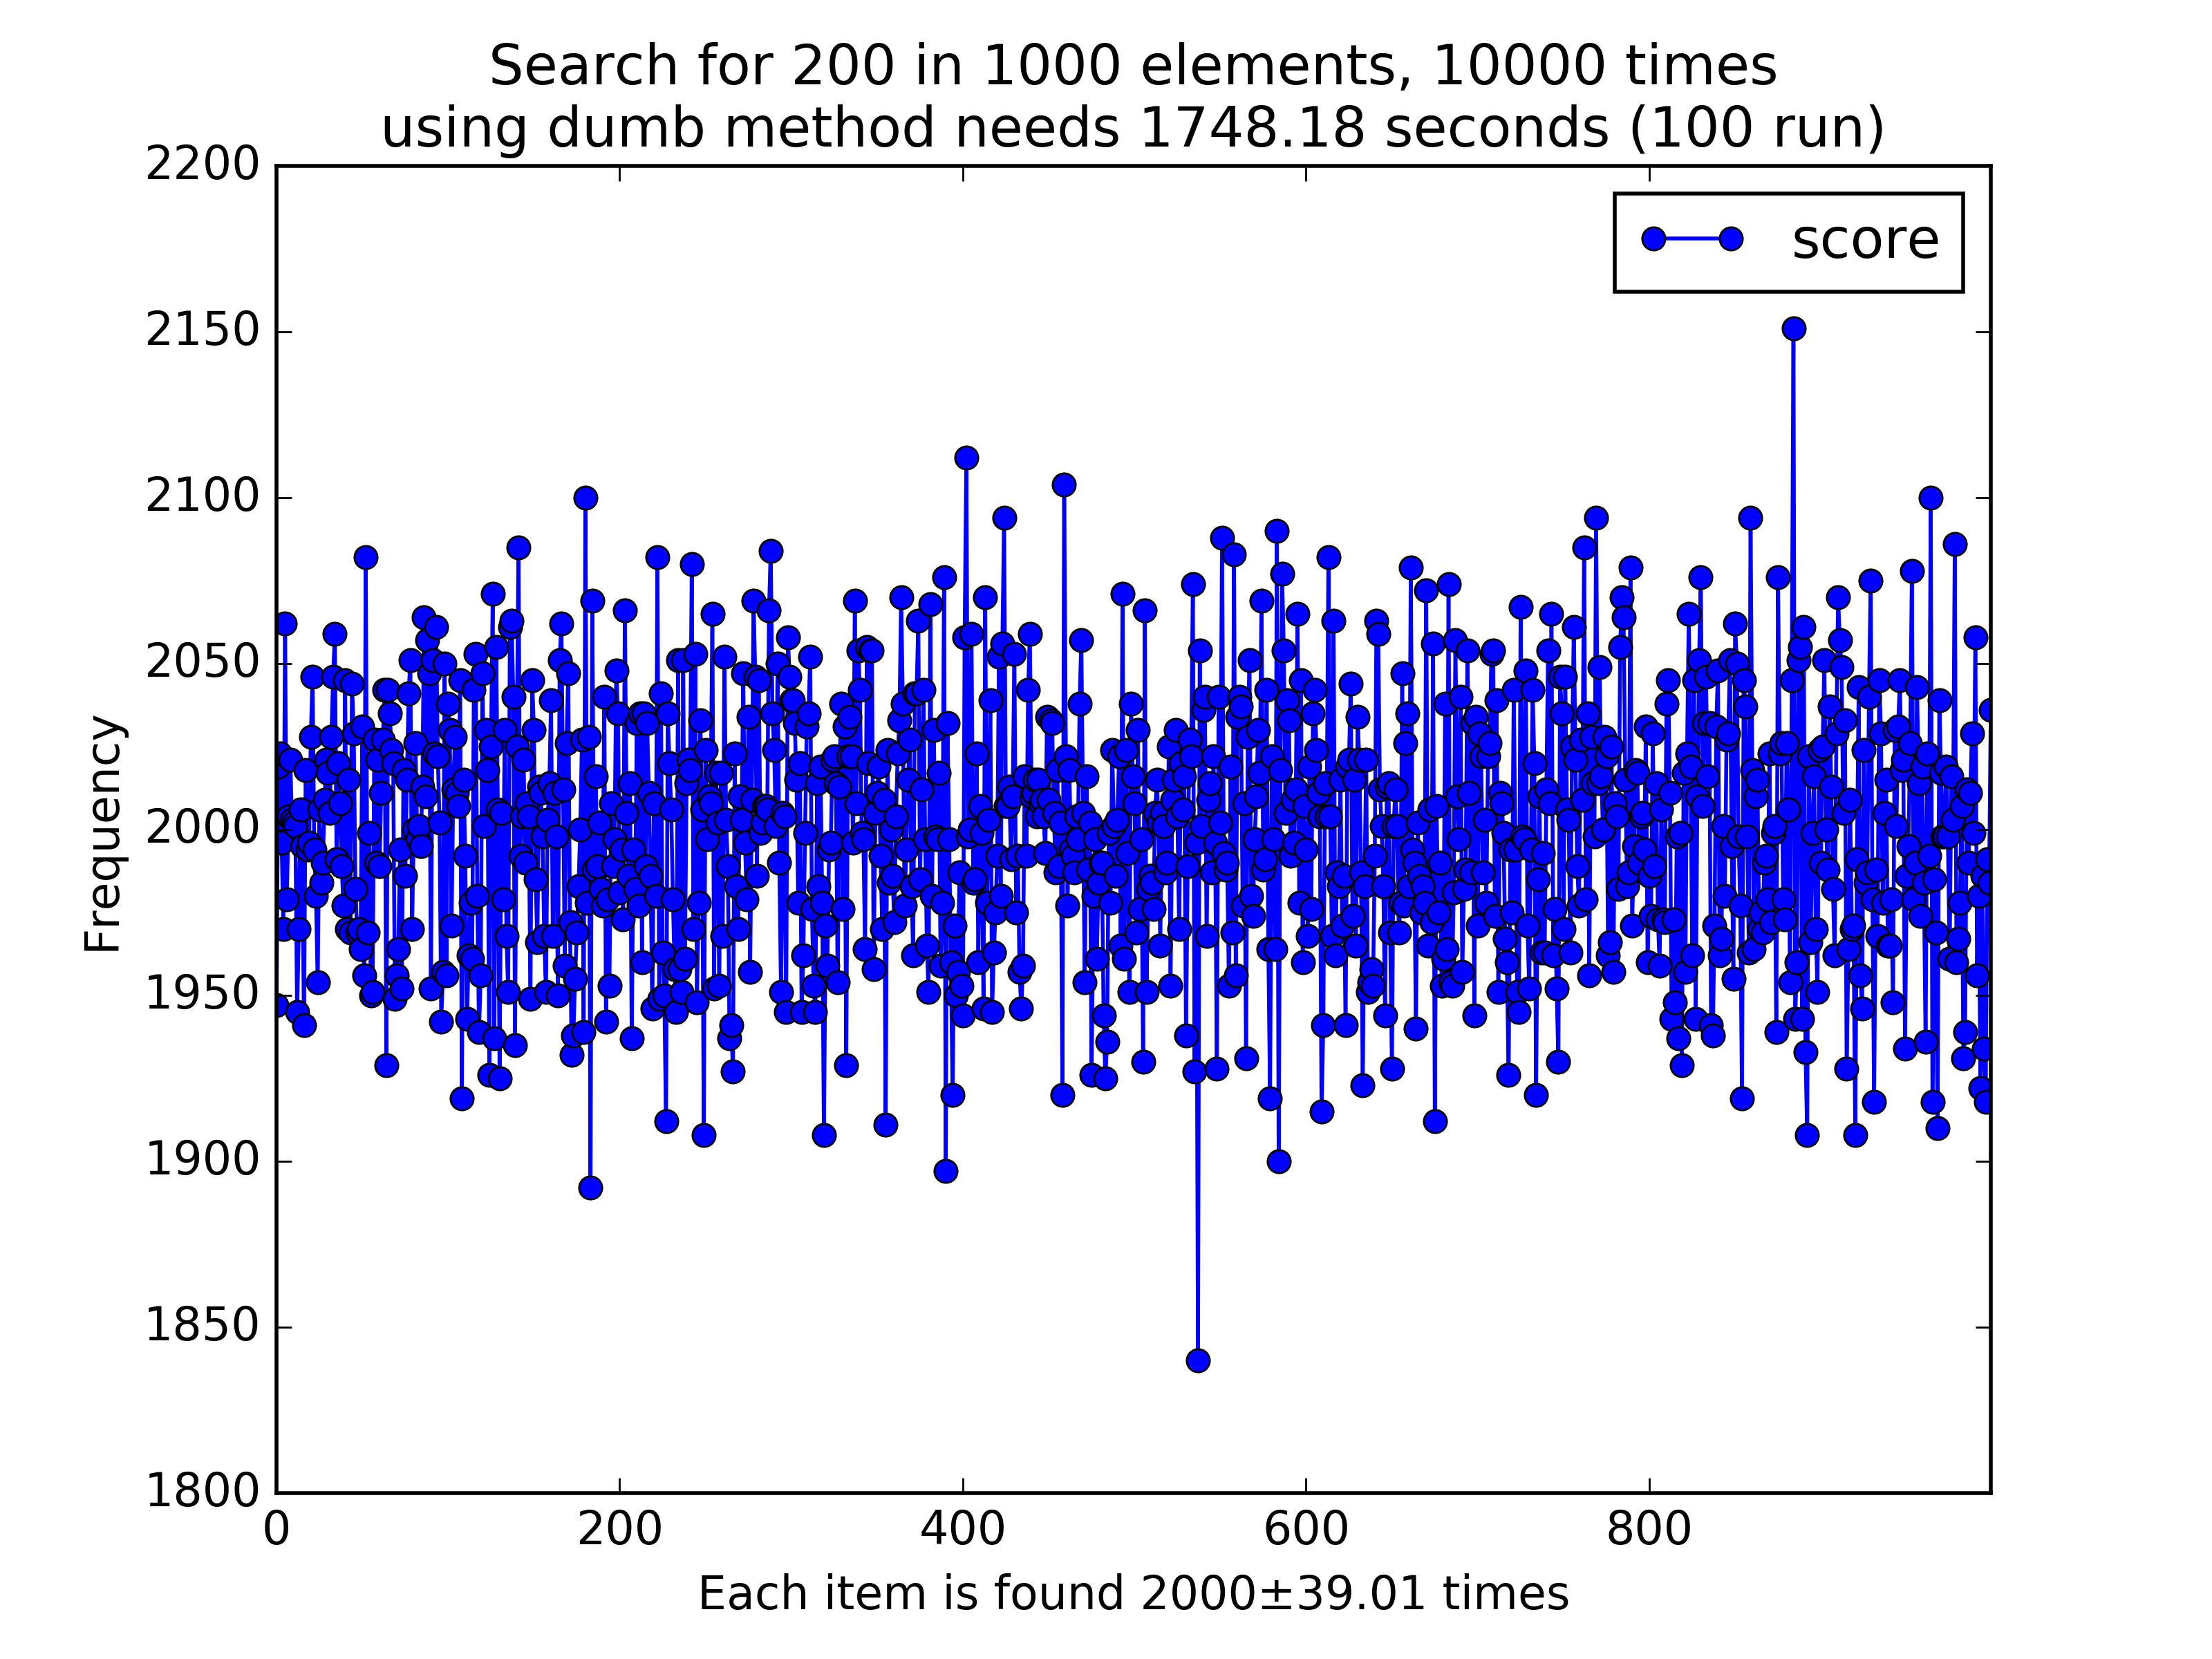 Search for 200 in 1000 elements, 10000 times
using dumb method needs 1748.18 seconds (100 run)
score
Frequency
2200
2150
2100
2050
2000
1950
1900
1850
1800
0 200 400 600 800
Each item is found 2000±39.01 times